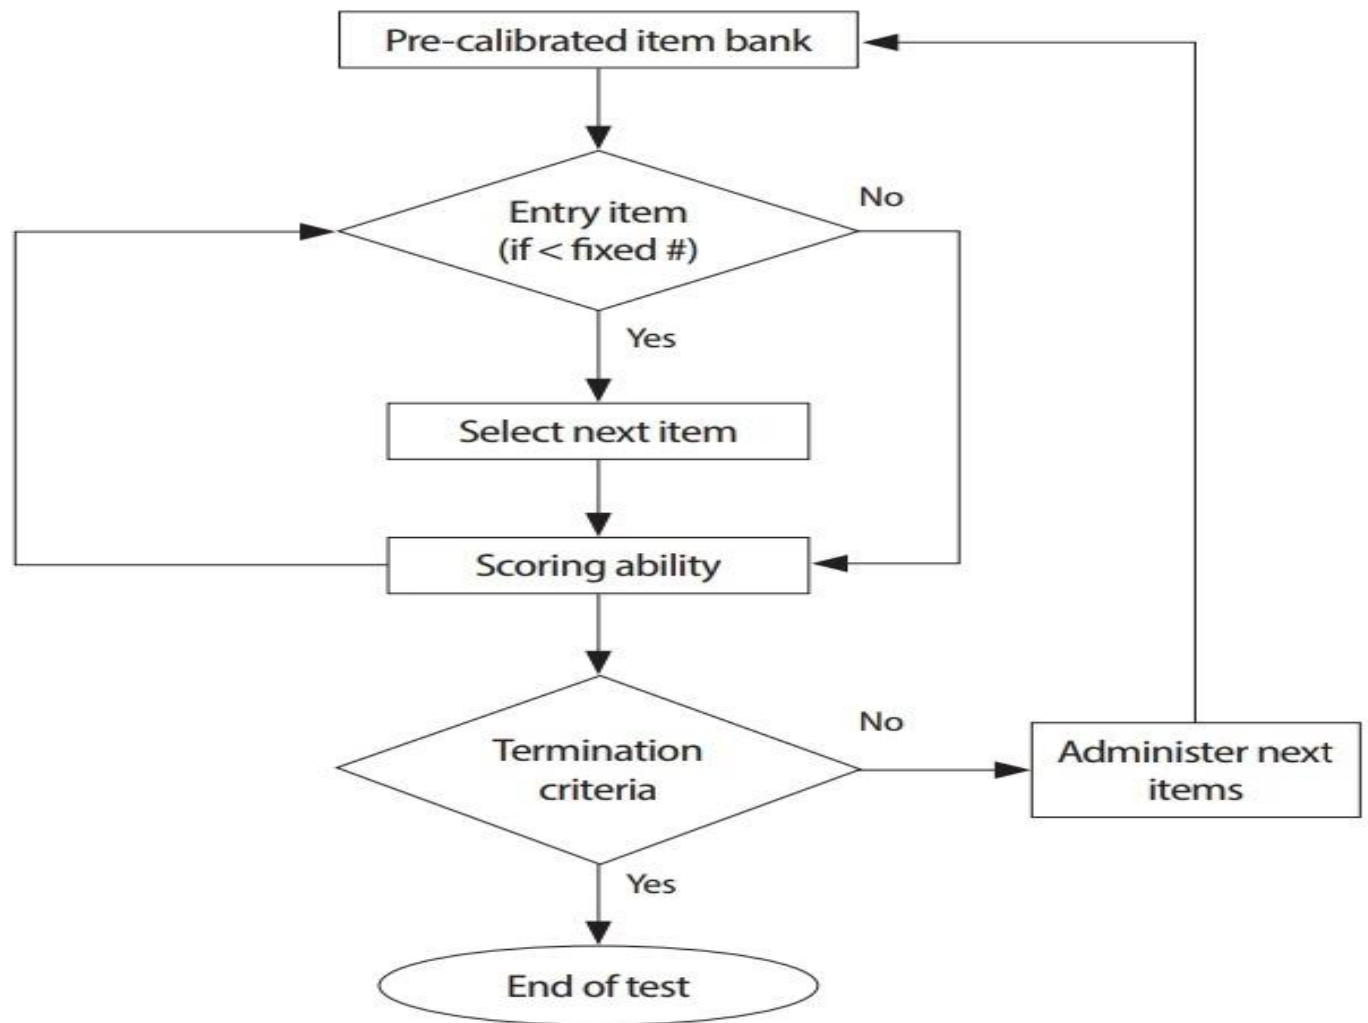 Pre-calibrated item bank
No
Entry item
(if < fixed #)
Yes
Select next item
Scoring ability
No
Termination
criteria
Administer next
items
Yes
End of test